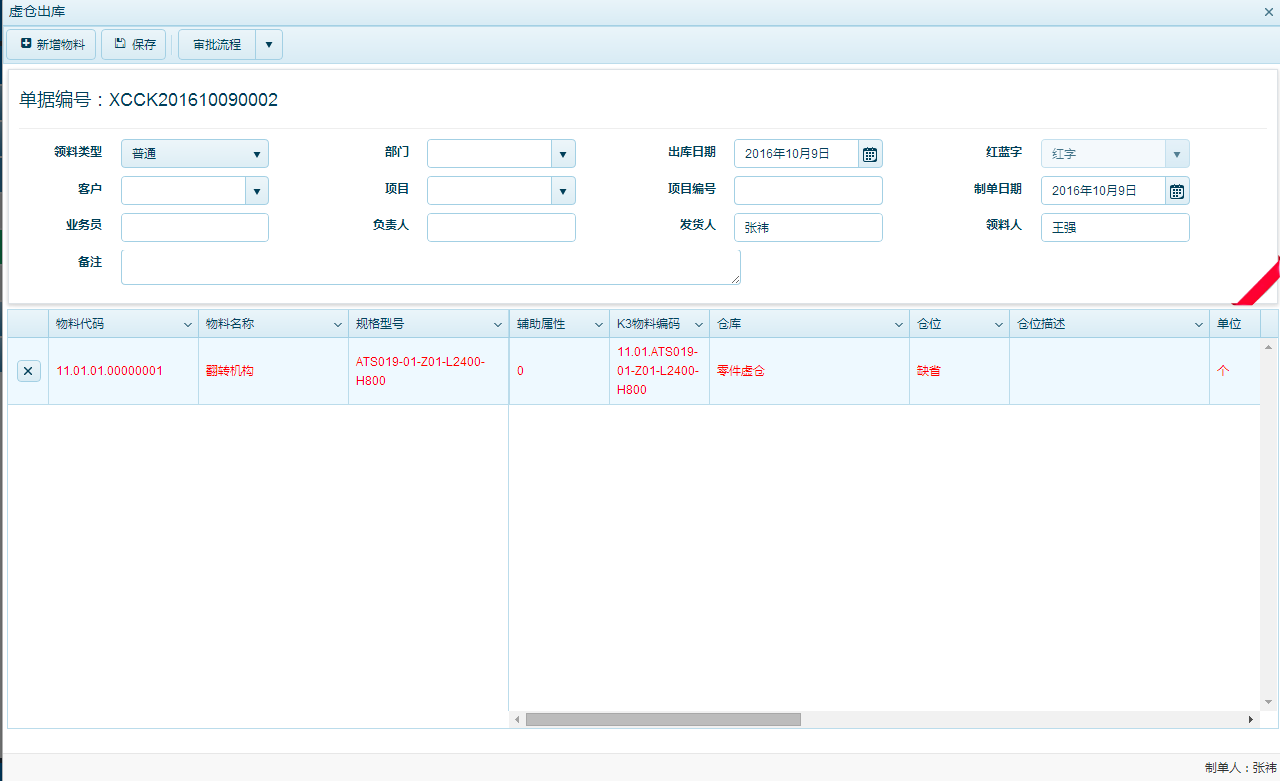 虚仓出库
新增物料 保存 审批流程
单据编号：XCCK201610090002
领料类型 普通 部门 出库日期 2016年10月9日 红蓝字 红字
客户 项目 项目编号 制单日期 2016年10月9日
业务员 负责人 发货人 张祎 领料人 王强
备注
物料代码 物料名称 规格型号 辅助属性 K3物料编码 仓库 仓位 仓位描述 单位
11.01.01.00000001 翻转机构 ATS019-01-Z01-L2400-
H800 0 11.01.ATS019-
01-Z01-L2400-
H800 零件虚仓 缺省 个
制单人：张祎